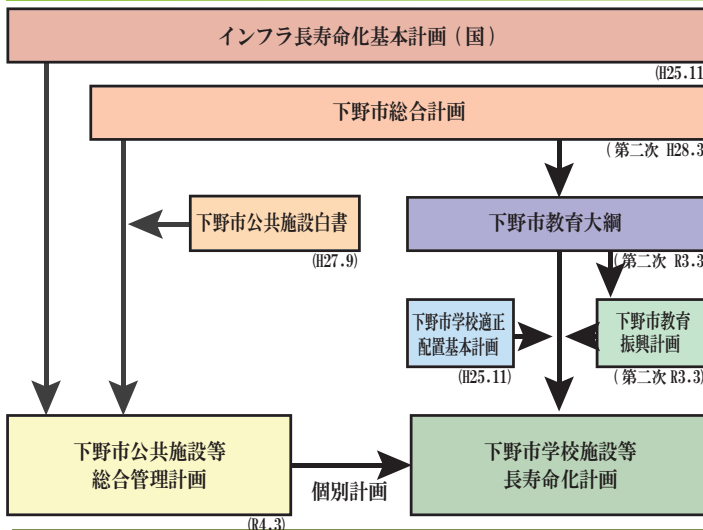 インフラ長寿命化基本計画(国)
(H25.11
下野市総合計画
(第二次 H28.3
下野市公共施設白書
(H27.9)
下野市教育大綱
(第二次 R3.3
下野市学校適正
配置基本計画
(H25.11)
下野市教育
振興計画
(第二次 R3.3)
下野市公共施設等
総合管理計画
(R4.3)
個別計画
下野市学校施設等
長寿命化計画